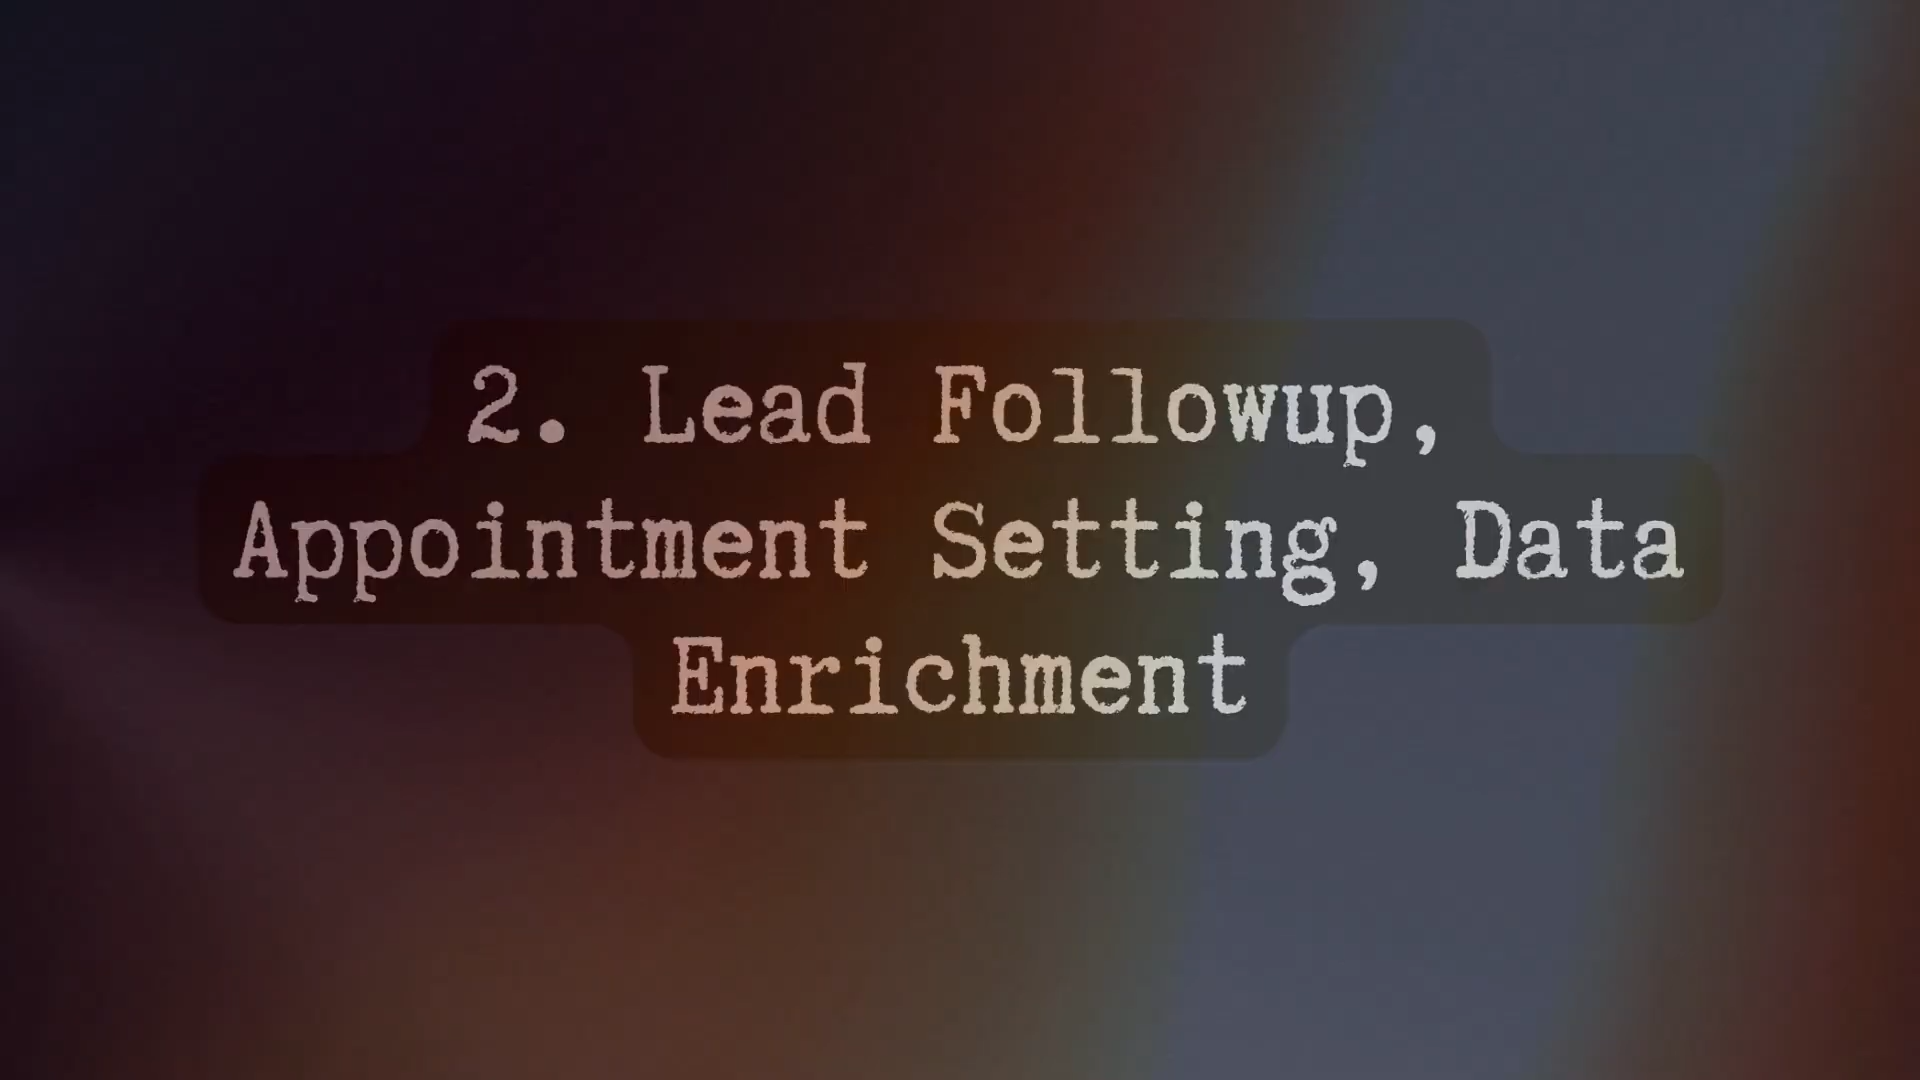 2. Lead Followup,
Appointment Setting, Data
Enrichment